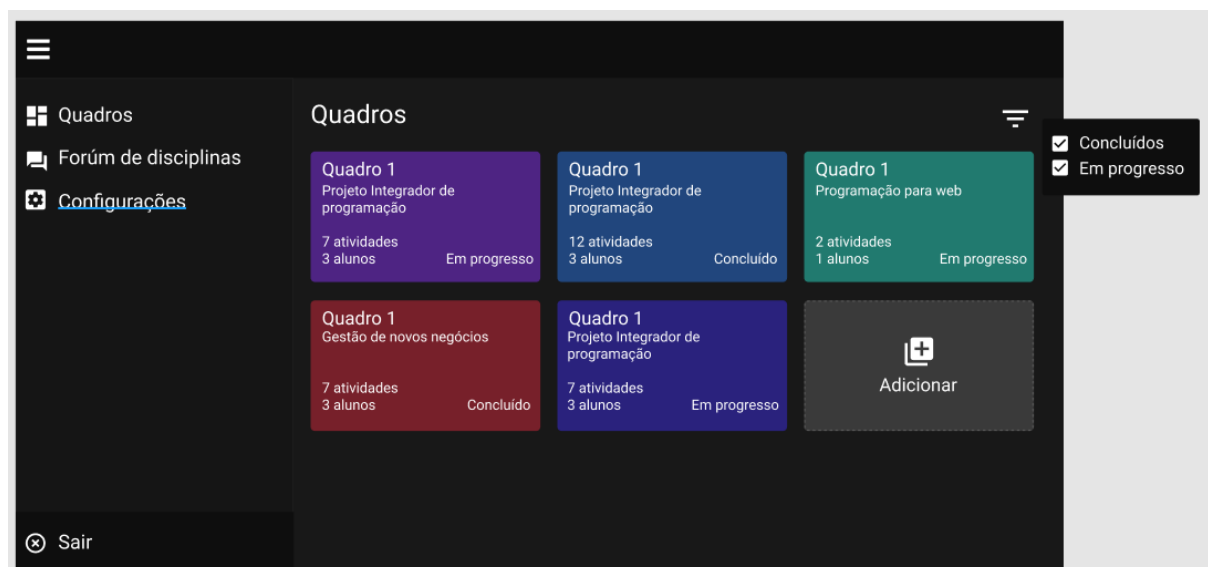 Quadros
Forúm de disciplinas
Configurações
Sair
Quadros
Concluídos
Em progresso
Quadro 1
Projeto Integrador de
programação
7 atividades
3 alunos
Em progresso
Quadro 1
Projeto Integrador de
programação
12 atividades
3 alunos
Concluído
Quadro 1
Programação para web
2 atividades
1 alunos
Em progresso
Quadro 1
Gestão de novos negócios
7 atividades
3 alunos
Concluído
Quadro 1
Projeto Integrador de
programação
7 atividades
3 alunos
Em progresso
Adicionar